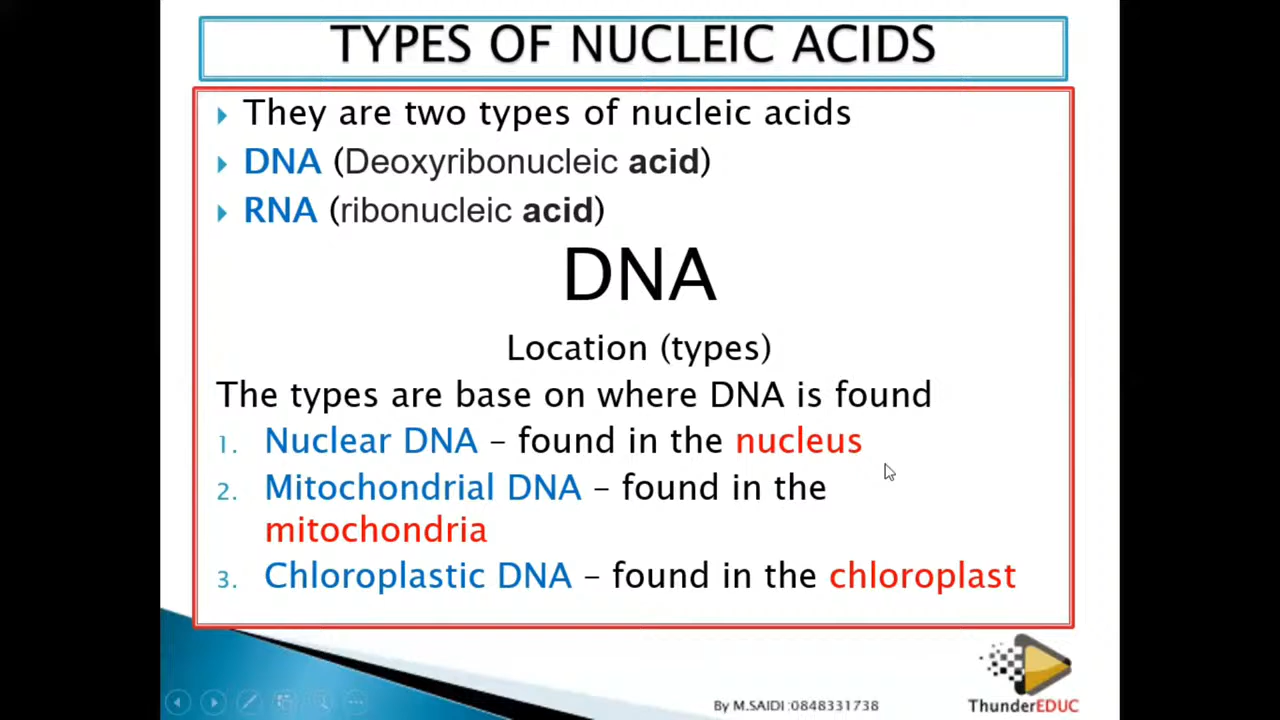 TYPES OF NUCLEIC ACIDS
They are two types of nucleic acids
DNA (Deoxyribonucleic acid)
RNA (ribonucleic acid)
DNA
Location (types)
The types are base on where DNA is found
1. Nuclear DNA – found in the nucleus
2. Mitochondrial DNA – found in the
mitochondria
3. Chloroplastic DNA – found in the chloroplast
By M.SAIDI :0848331738
ThunderEDUC